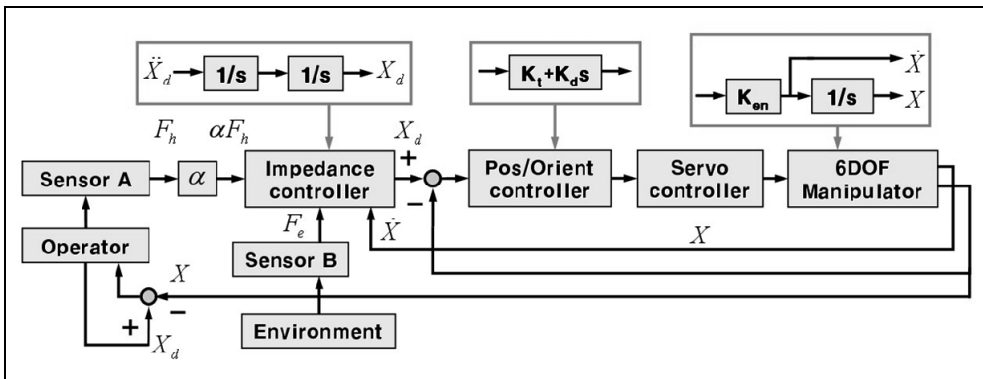 Ẍd 1/s 1/s Xd
Kt+Kds
Ken 1/s Ẋ X
Fh αFh
Xd
+
−
Sensor A
α
Impedance controller
Pos/Orient controller
Servo controller
6DOF Manipulator
Fe
Ẋ
X
Operator
Sensor B
X
+
−
Xd
Environment